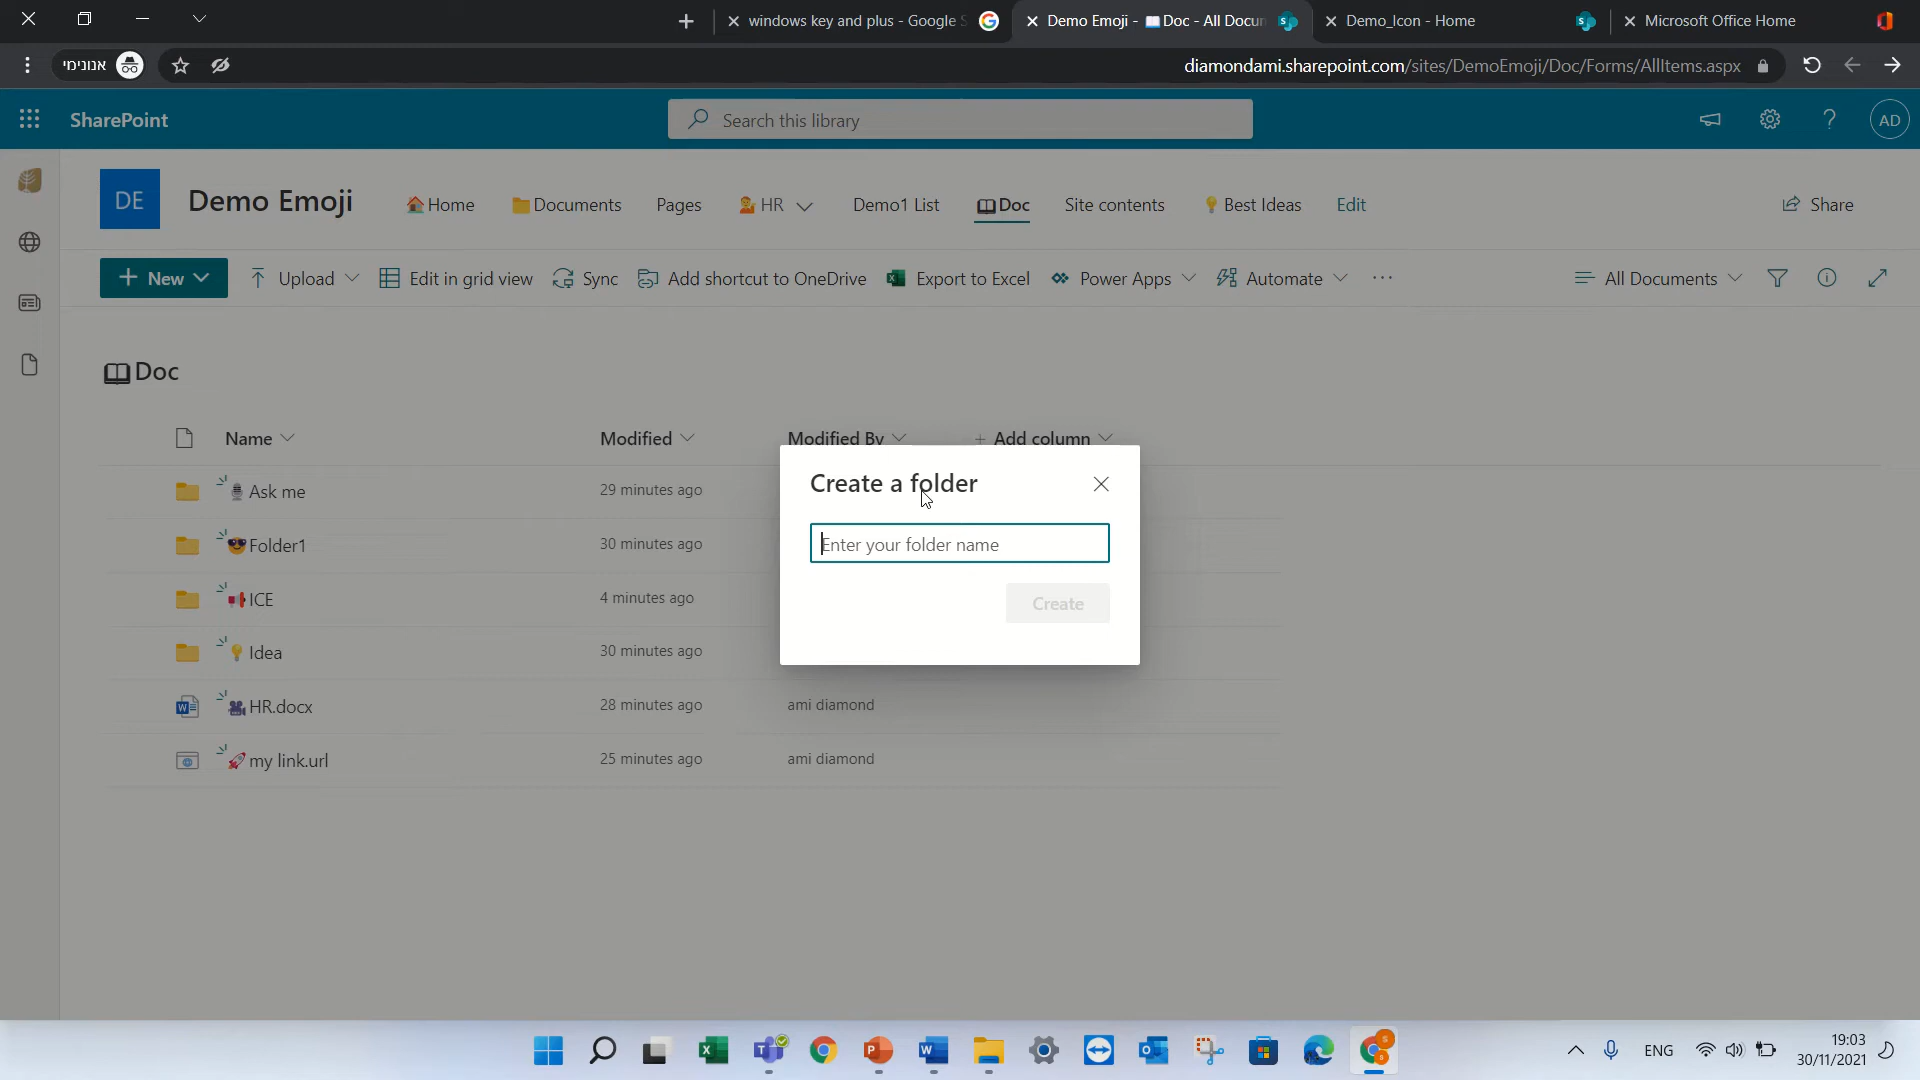 windows key and plus - Google S
Demo Emoji - 📖Doc - All Docum
Demo_Icon - Home
Microsoft Office Home
אנונימי
diamondami.sharepoint.com/sites/DemoEmoji/Doc/Forms/AllItems.aspx
SharePoint
Search this library
AD
DE
Demo Emoji
🏠Home
📁Documents
Pages
💁HR
Demo1 List
📖Doc
Site contents
💡Best Ideas
Edit
Share
+ New
Upload
Edit in grid view
Sync
Add shortcut to OneDrive
Export to Excel
Power Apps
Automate
...
All Documents
📖Doc
Name
Modified
Modified By
+ Add column
🎙Ask me
29 minutes ago
😎Folder1
30 minutes ago
📢ICE
4 minutes ago
💡Idea
30 minutes ago
🎥HR.docx
28 minutes ago
ami diamond
🚀my link.url
25 minutes ago
ami diamond
Create a folder
Enter your folder name
Create
ENG
19:03
30/11/2021